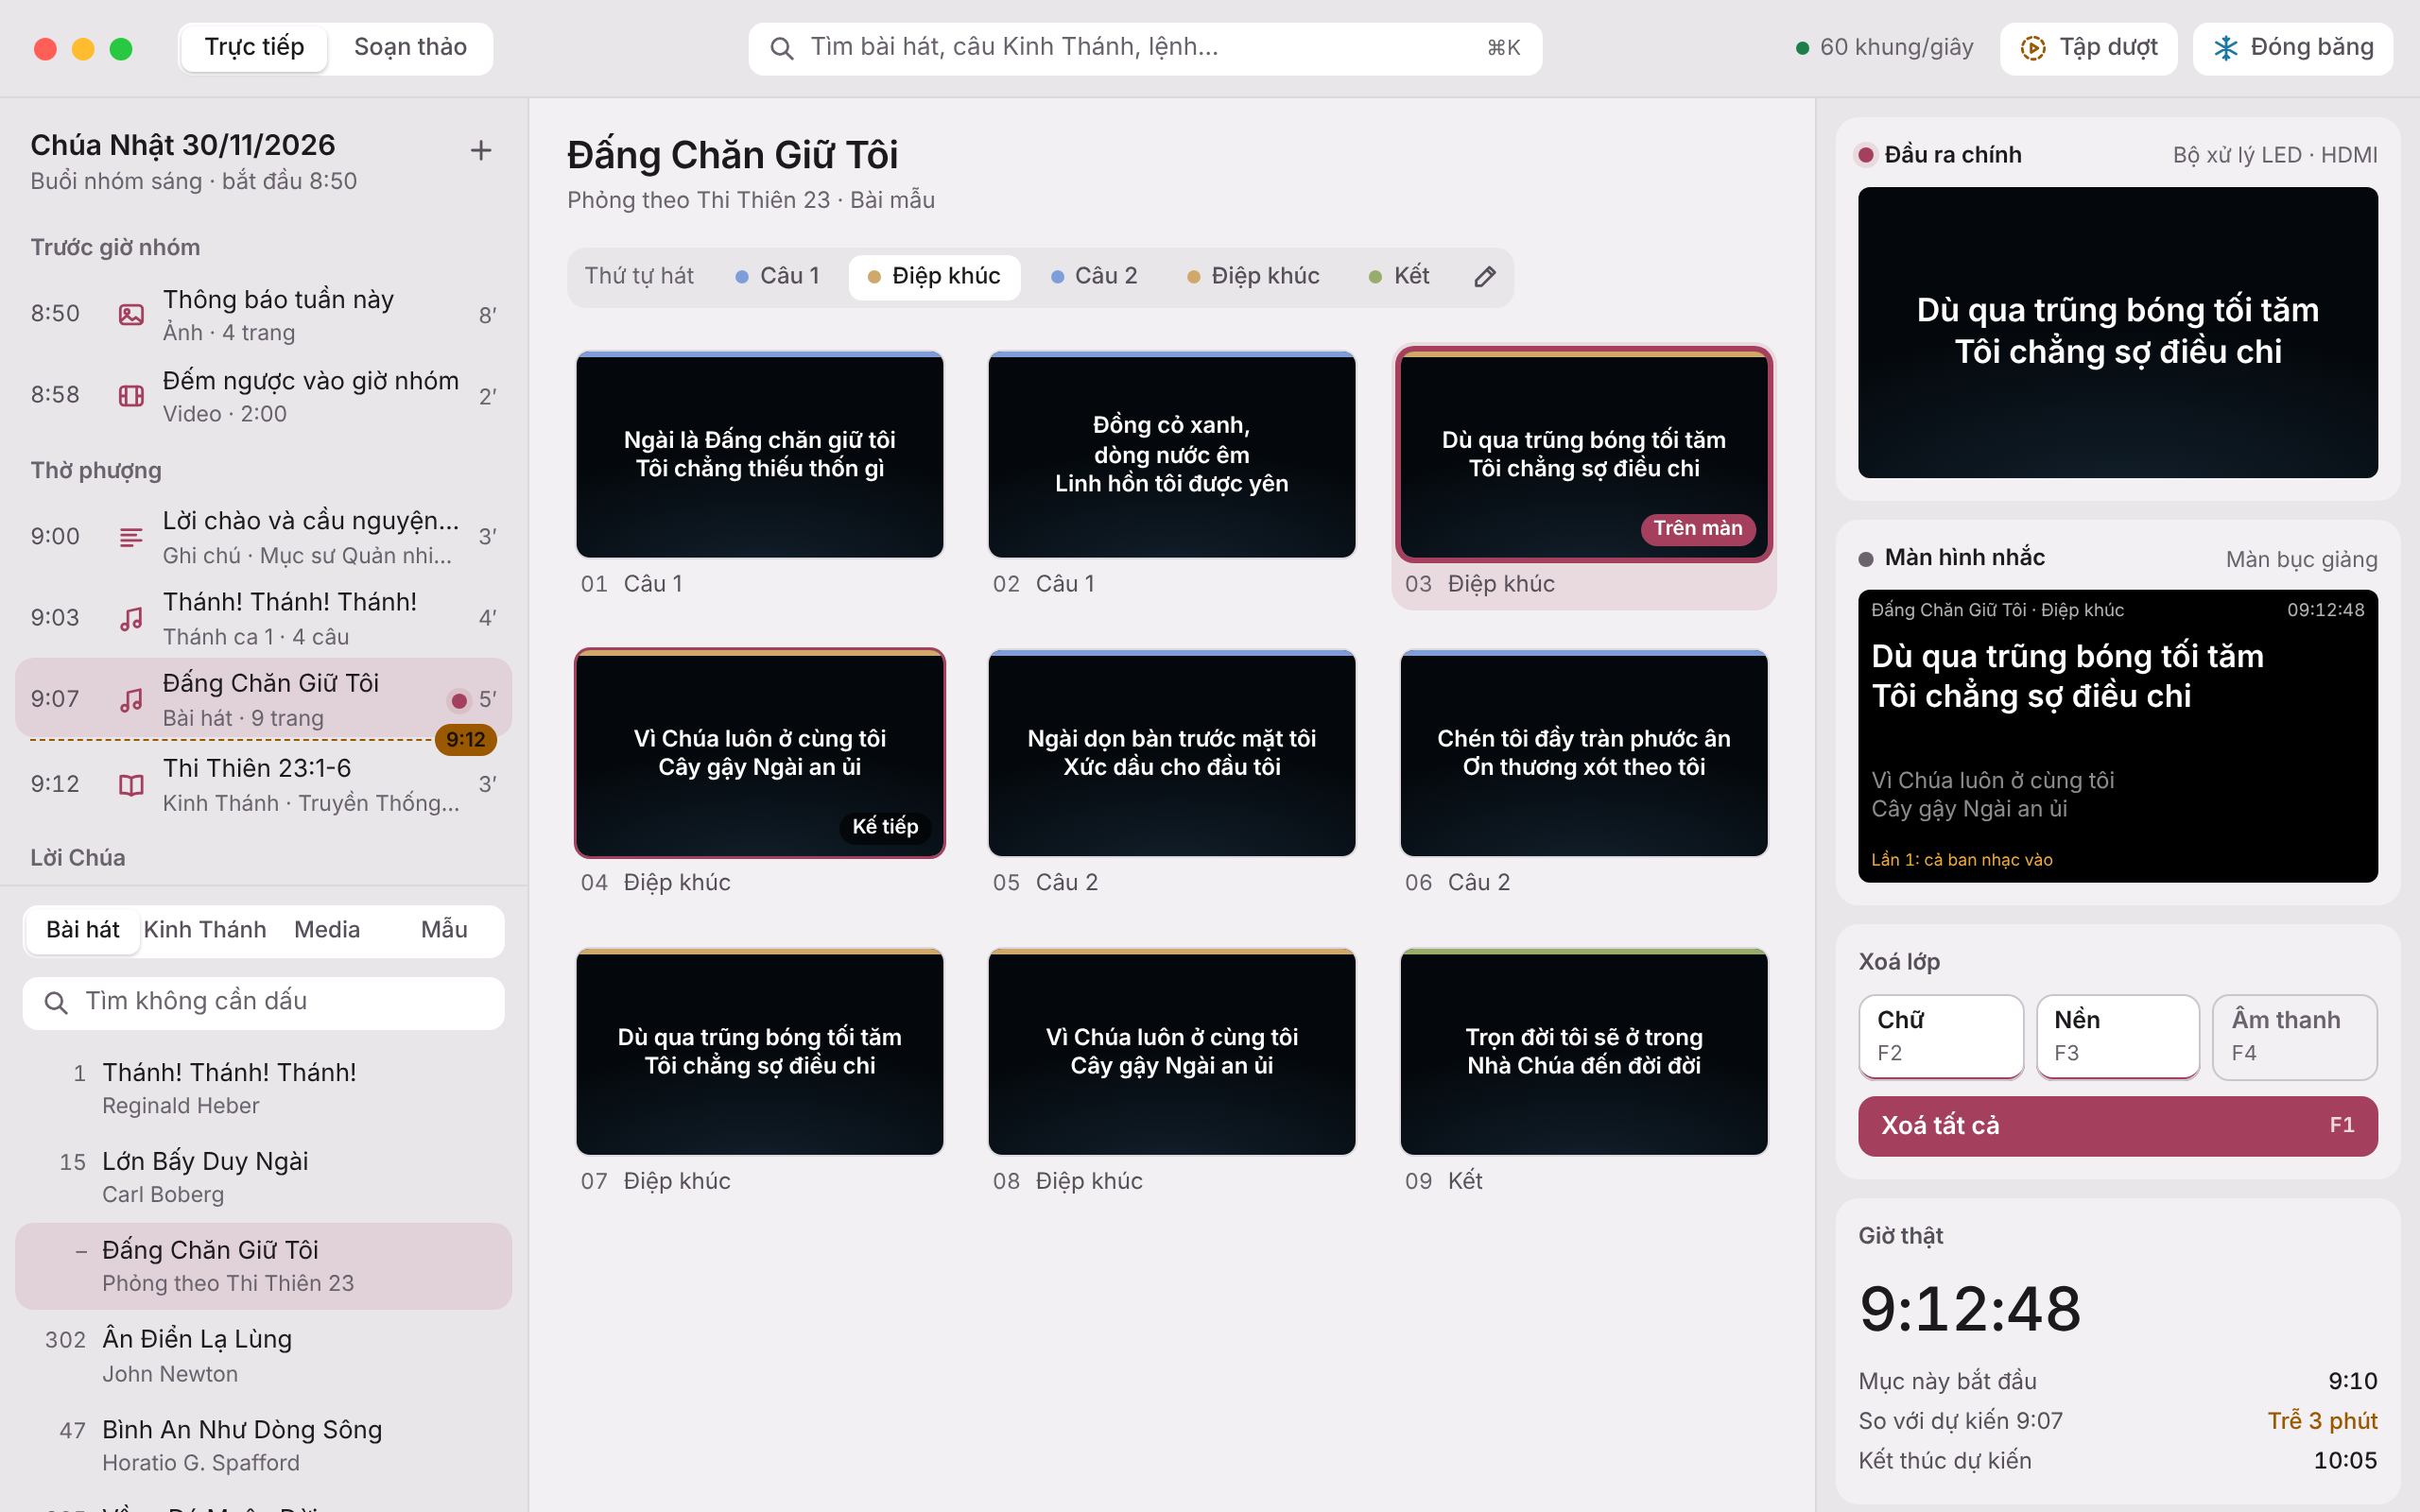 Trực tiếp
Soạn thảo
Tìm bài hát, câu Kinh Thánh, lệnh...
⌘K
60 khung/giây
Tập dượt
Đóng băng
Chúa Nhật 30/11/2026
Buổi nhóm sáng · bắt đầu 8:50
Trước giờ nhóm
8:50
Thông báo tuần này
8′
Ảnh · 4 trang
8:58
Đếm ngược vào giờ nhóm
2′
Video · 2:00
Thờ phượng
9:00
Lời chào và cầu nguyện...
3′
Ghi chú · Mục sư Quản nhi...
9:03
Thánh! Thánh! Thánh!
4′
Thánh ca 1 · 4 câu
9:07
Đấng Chăn Giữ Tôi
5′
Bài hát · 9 trang
9:12
9:12
Thi Thiên 23:1-6
3′
Kinh Thánh · Truyền Thống...
Lời Chúa
Bài hát
Kinh Thánh
Media
Mẫu
Tìm không cần dấu
1
Thánh! Thánh! Thánh!
Reginald Heber
15
Lớn Bấy Duy Ngài
Carl Boberg
–
Đấng Chăn Giữ Tôi
Phỏng theo Thi Thiên 23
302
Ân Điển Lạ Lùng
John Newton
47
Bình An Như Dòng Sông
Horatio G. Spafford
Đấng Chăn Giữ Tôi
Phỏng theo Thi Thiên 23 · Bài mẫu
Thứ tự hát
Câu 1
Điệp khúc
Câu 2
Điệp khúc
Kết
Ngài là Đấng chăn giữ tôi
Tôi chẳng thiếu thốn gì
01 Câu 1
Đồng cỏ xanh,
dòng nước êm
Linh hồn tôi được yên
02 Câu 1
Dù qua trũng bóng tối tăm
Tôi chẳng sợ điều chi
Trên màn
03 Điệp khúc
Vì Chúa luôn ở cùng tôi
Cây gậy Ngài an ủi
Kế tiếp
04 Điệp khúc
Ngài dọn bàn trước mặt tôi
Xức dầu cho đầu tôi
05 Câu 2
Chén tôi đầy tràn phước ân
Ơn thương xót theo tôi
06 Câu 2
Dù qua trũng bóng tối tăm
Tôi chẳng sợ điều chi
07 Điệp khúc
Vì Chúa luôn ở cùng tôi
Cây gậy Ngài an ủi
08 Điệp khúc
Trọn đời tôi sẽ ở trong
Nhà Chúa đến đời đời
09 Kết
Đầu ra chính
Bộ xử lý LED · HDMI
Dù qua trũng bóng tối tăm
Tôi chẳng sợ điều chi
Màn hình nhắc
Màn bục giảng
Đấng Chăn Giữ Tôi · Điệp khúc
09:12:48
Dù qua trũng bóng tối tăm
Tôi chẳng sợ điều chi
Vì Chúa luôn ở cùng tôi
Cây gậy Ngài an ủi
Lần 1: cả ban nhạc vào
Xoá lớp
Chữ
F2
Nền
F3
Âm thanh
F4
Xoá tất cả
F1
Giờ thật
9:12:48
Mục này bắt đầu
9:10
So với dự kiến 9:07
Trễ 3 phút
Kết thúc dự kiến
10:05